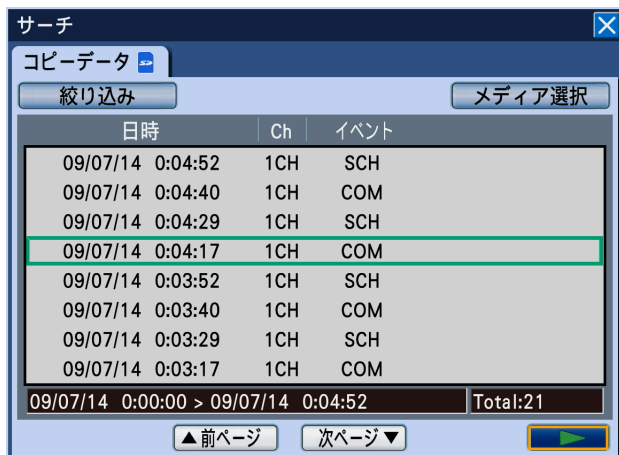 サーチ
コピーデータ
絞り込み メディア選択
日時 Ch イベント
09/07/14 0:04:52 1CH SCH
09/07/14 0:04:40 1CH COM
09/07/14 0:04:29 1CH SCH
09/07/14 0:04:17 1CH COM
09/07/14 0:03:52 1CH SCH
09/07/14 0:03:40 1CH COM
09/07/14 0:03:29 1CH SCH
09/07/14 0:03:17 1CH COM
09/07/14 0:00:00 > 09/07/14 0:04:52 Total:21
▲前ページ 次ページ▼